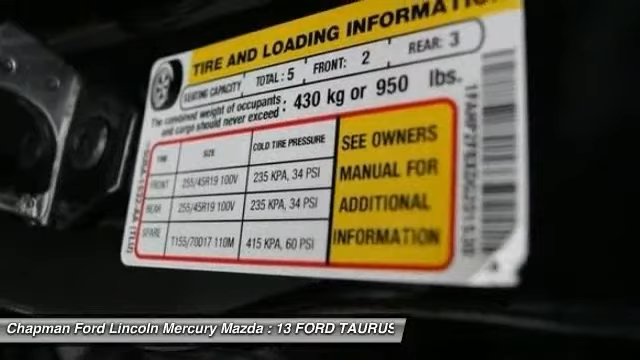 TIRE AND LOADING INFORMATION
SEATING CAPACITY TOTAL : 5 FRONT: 2 REAR: 3
The combined weight of occupants and cargo should never exceed : 430 kg or 950 lbs.
TIRE SIZE COLD TIRE PRESSURE
FRONT 255/45R19 100V 235 KPA, 34 PSI
REAR 255/45R19 100V 235 KPA, 34 PSI
SPARE T155/70D17 110M 415 KPA, 60 PSI
SEE OWNERS
MANUAL FOR
ADDITIONAL
INFORMATION
Chapman Ford Lincoln Mercury Mazda : 13 FORD TAURUS